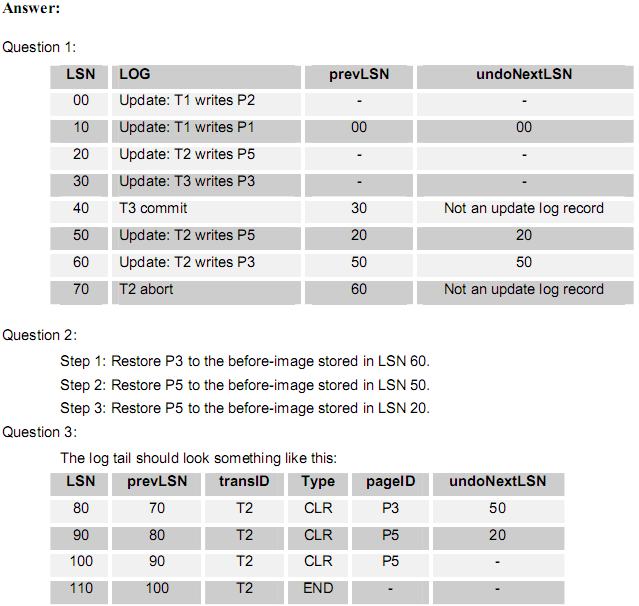 Answer:
Question 1:
LSN LOG prevLSN undoNextLSN
00 Update: T1 writes P2 - -
10 Update: T1 writes P1 00 00
20 Update: T2 writes P5 - -
30 Update: T3 writes P3 - -
40 T3 commit 30 Not an update log record
50 Update: T2 writes P5 20 20
60 Update: T2 writes P3 50 50
70 T2 abort 60 Not an update log record
Question 2:
Step 1: Restore P3 to the before-image stored in LSN 60.
Step 2: Restore P5 to the before-image stored in LSN 50.
Step 3: Restore P5 to the before-image stored in LSN 20.
Question 3:
The log tail should look something like this:
LSN prevLSN transID Type pageID undoNextLSN
80 70 T2 CLR P3 50
90 80 T2 CLR P5 20
100 90 T2 CLR P5 -
110 100 T2 END - -